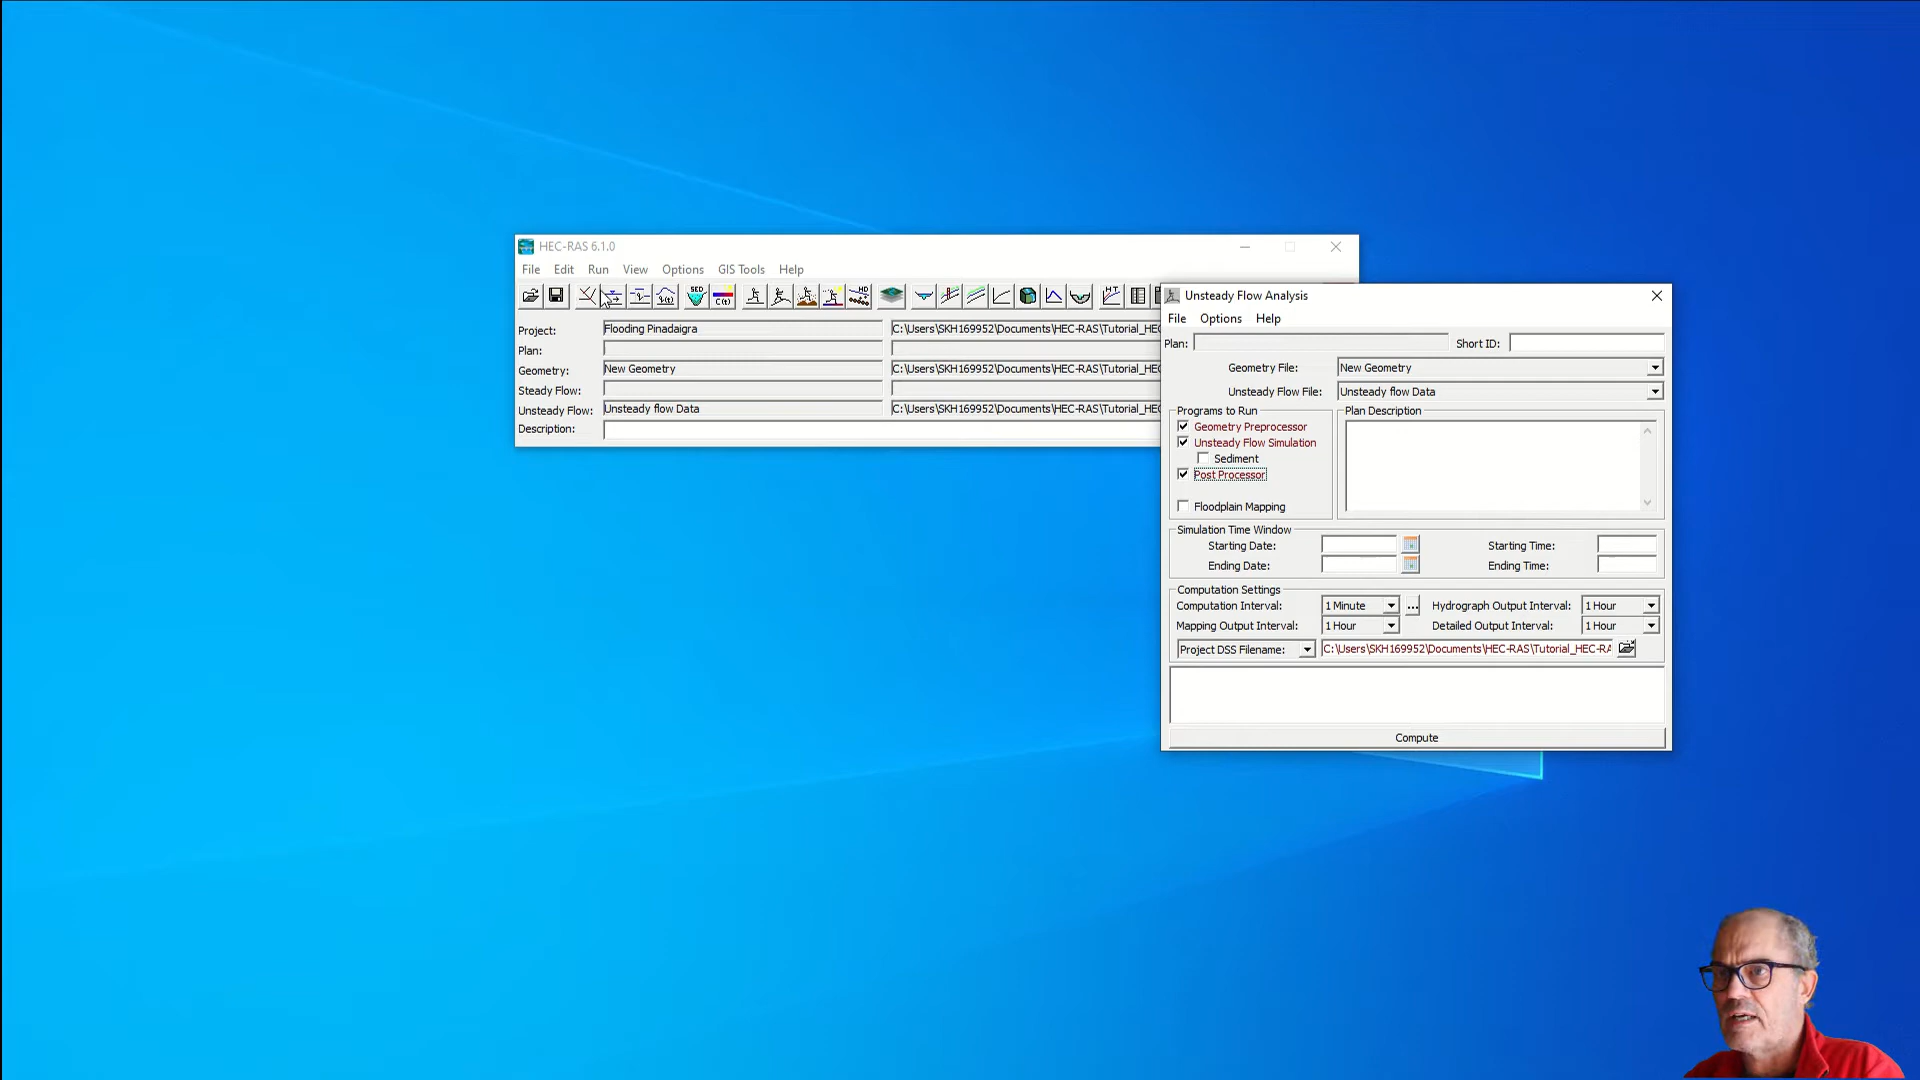 HEC-RAS 6.1.0
File Edit Run View Options GIS Tools Help
SED
C(t)
HD
HT
Project: Flooding Pinadaigra C:\Users\SKH169952\Documents\HEC-RAS\Tutorial_HEC
Plan:
Geometry: New Geometry C:\Users\SKH169952\Documents\HEC-RAS\Tutorial_HEC
Steady Flow:
Unsteady Flow: Unsteady flow Data C:\Users\SKH169952\Documents\HEC-RAS\Tutorial_HEC
Description:
Unsteady Flow Analysis
File Options Help
Plan: Short ID:
Geometry File: New Geometry
Unsteady Flow File: Unsteady flow Data
Programs to Run
Geometry Preprocessor
Unsteady Flow Simulation
Sediment
Post Processor
Floodplain Mapping
Plan Description
Simulation Time Window
Starting Date: Starting Time:
Ending Date: Ending Time:
Computation Settings
Computation Interval: 1 Minute ... Hydrograph Output Interval: 1 Hour
Mapping Output Interval: 1 Hour Detailed Output Interval: 1 Hour
Project DSS Filename: C:\Users\SKH169952\Documents\HEC-RAS\Tutorial_HEC-RA
Compute